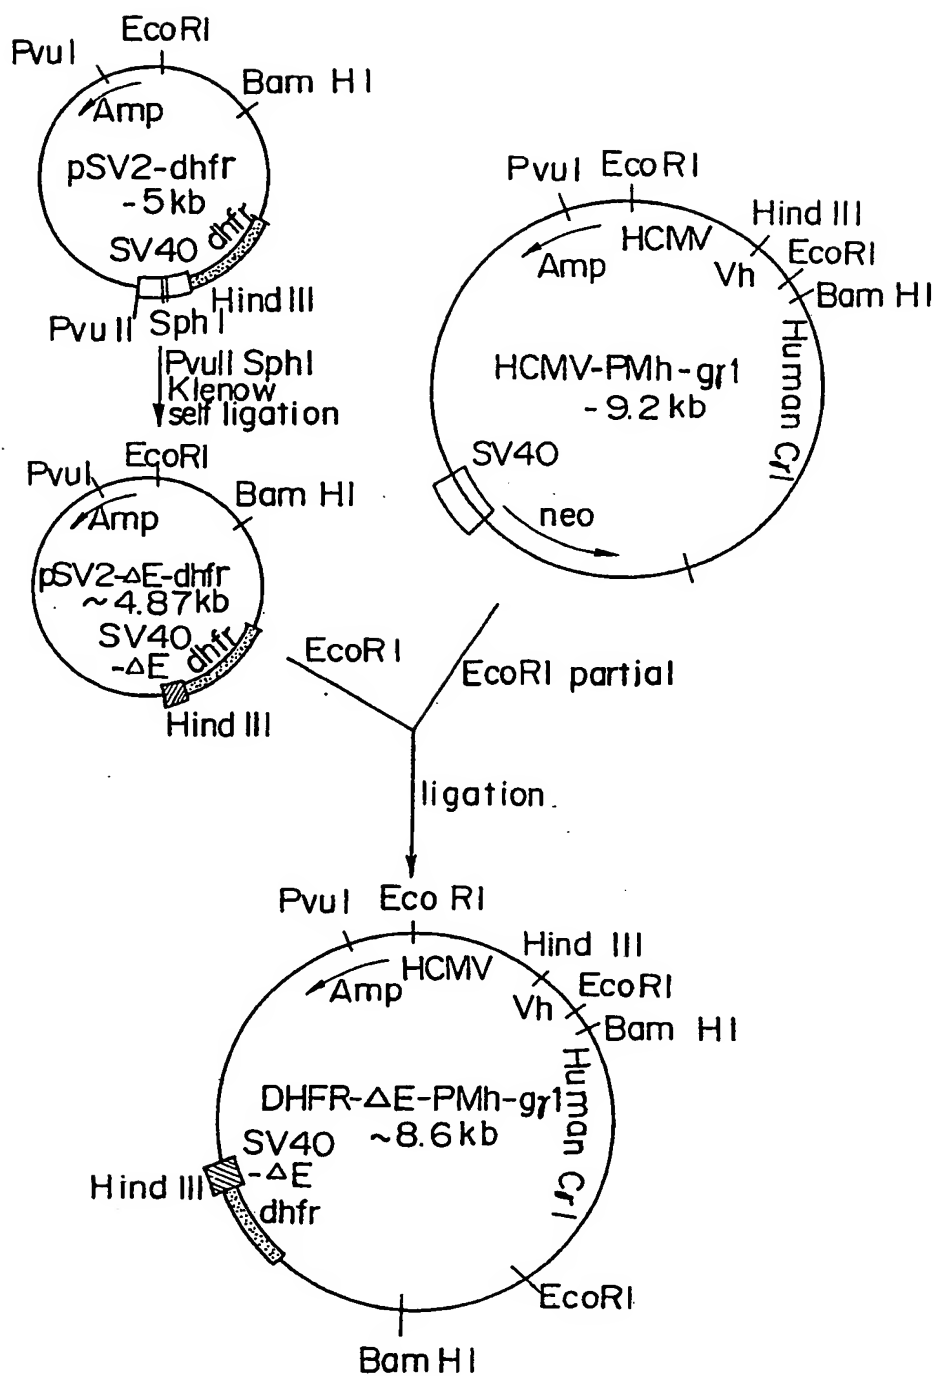 EcoRI
PvuI
Bam HI
Amp
pSV2-dhfr
~5kb
dhfr
SV40
Hind III
PvuII
SphI
PvuII SphI
Klenow
self ligation
PvuI
EcoRI
HCMV
Hind III
Amp
Vh
EcoRI
Bam HI
HCMV-PMh-gγ1
~9.2 kb
Human Cγ1
SV40
neo
EcoRI
PvuI
Bam HI
Amp
pSV2-ΔE-dhfr
~4.87kb
SV40
-ΔE
dhfr
Hind III
EcoRI
EcoRI partial
ligation
PvuI
Eco RI
Hind III
HCMV
Amp
EcoRI
Vh
Bam HI
DHFR-ΔE-PMh-gγ1
~8.6kb
Human Cγ1
SV40
-ΔE
Hind III
dhfr
EcoRI
Bam HI